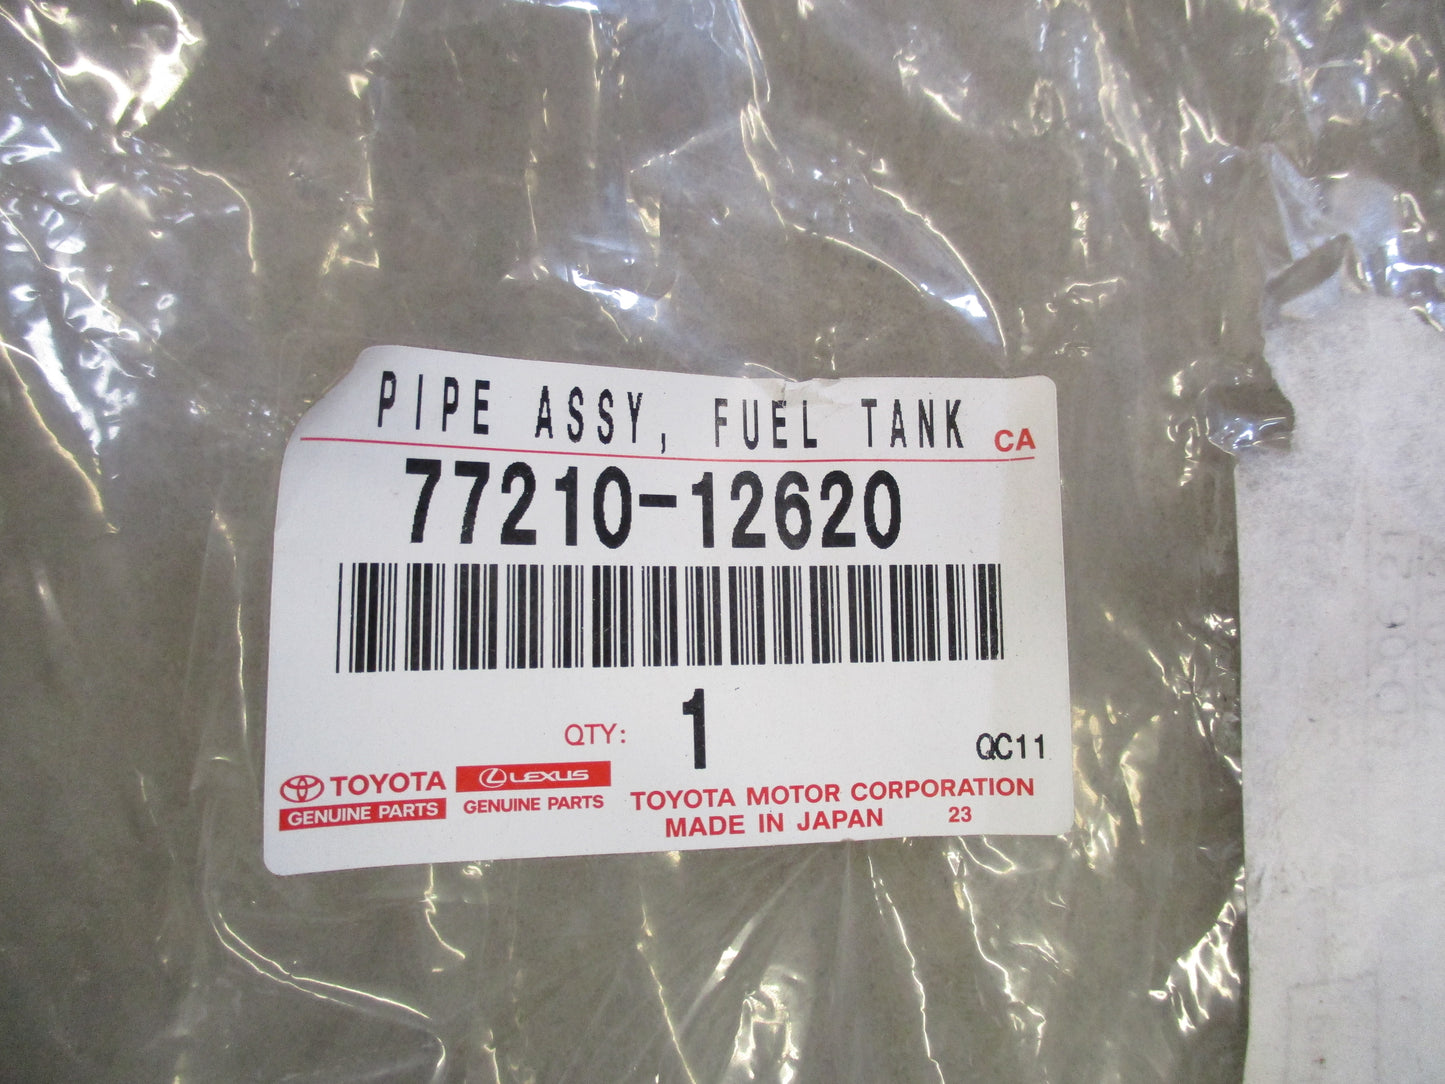 PIPE ASSY, FUEL TANK
CA
77210-12620
QTY: 1
QC11
TOYOTA
GENUINE PARTS
LEXUS
GENUINE PARTS
TOYOTA MOTOR CORPORATION
MADE IN JAPAN 23